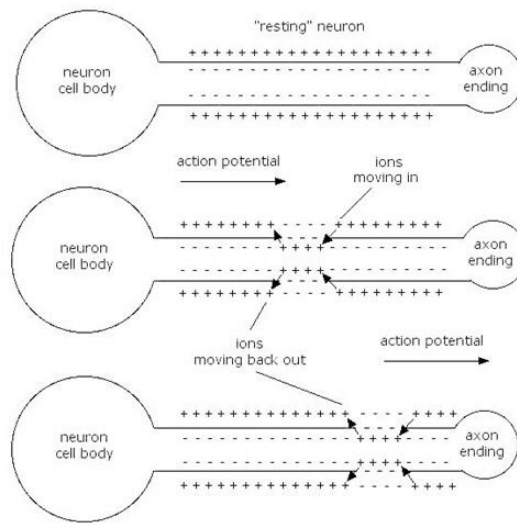 "resting" neuron
+ + + + + + + + + + + + + + + + + +
neuron
cell body
- - - - - - - - - - - - - - - - -
axon
ending
- - - - - - - - - - - - - - - - -
+ + + + + + + + + + + + + + + + + +
action potential
ions
moving in
neuron
cell body
axon
ending
ions
moving back out
action potential
neuron
cell body
axon
ending